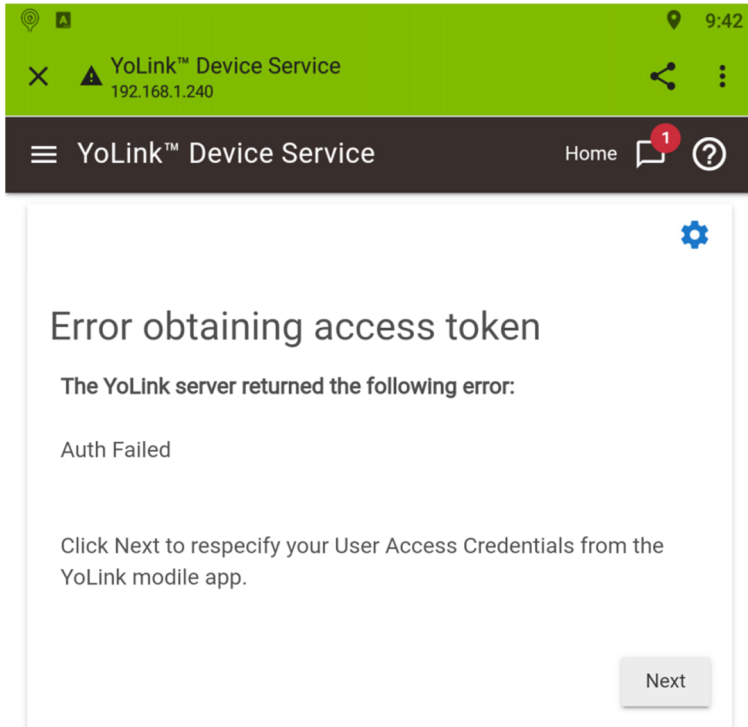 9:42
YoLink™ Device Service
192.168.1.240
YoLink™ Device Service
Home
1
Error obtaining access token
The YoLink server returned the following error:
Auth Failed
Click Next to respecify your User Access Credentials from the
YoLink modile app.
Next